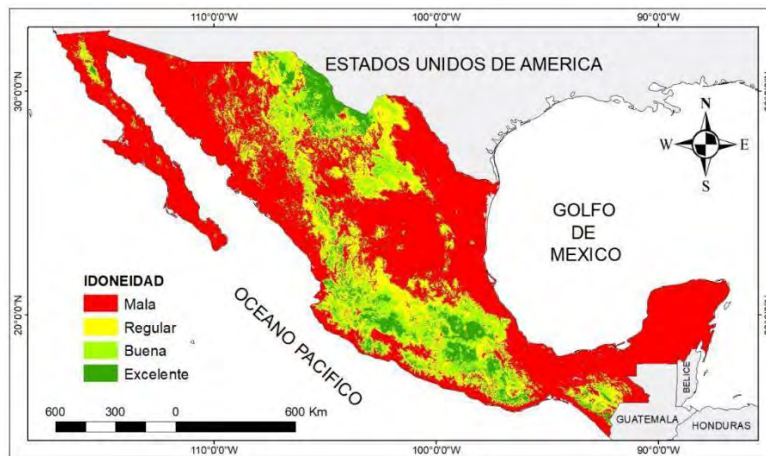 110°0'0"W
100°0'0"W
90°0'0"W
ESTADOS UNIDOS DE AMERICA
30°0'0"N
N
W
E
S
GOLFO
DE
MEXICO
IDONEIDAD
Mala
Regular
Buena
Excelente
OCEANO PACIFICO
20°0'0"N
BELICE
GUATEMALA
HONDURAS
600
300
0
600 Km
110°0'0"W
100°0'0"W
90°0'0"W